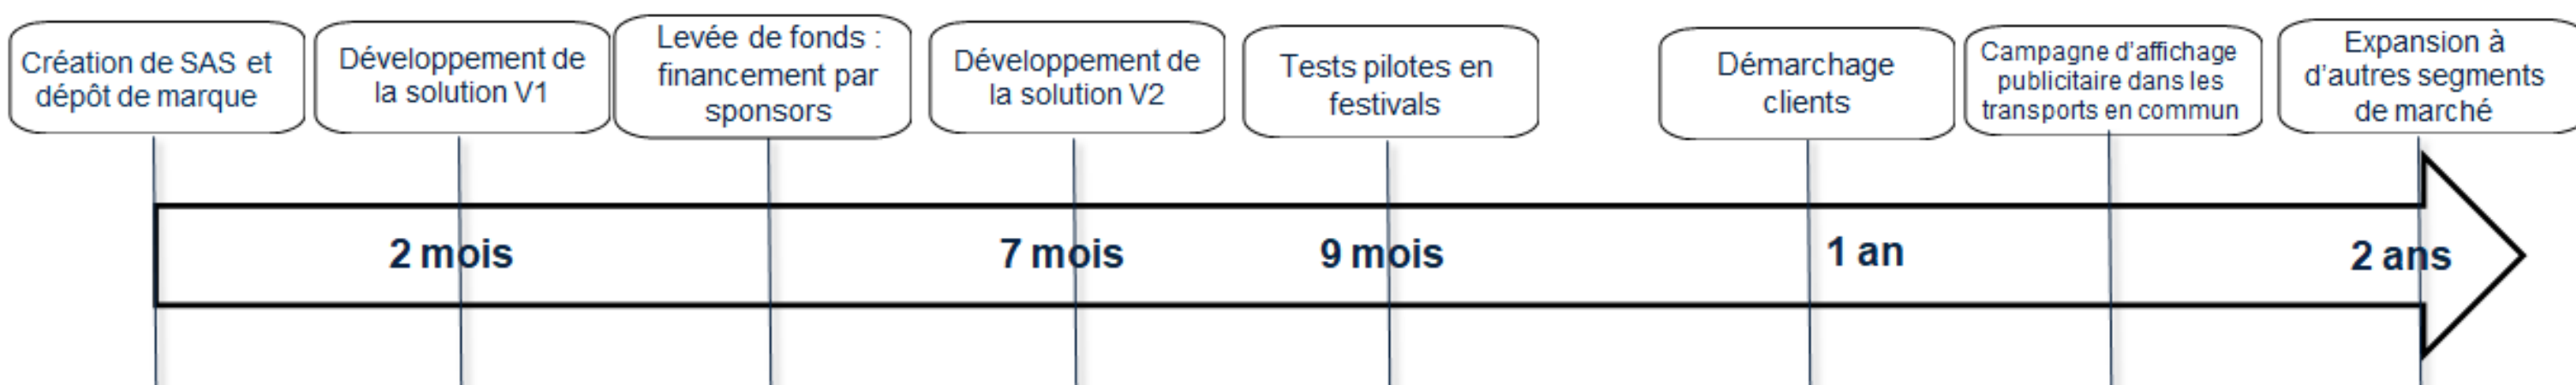 Création de SAS et
dépôt de marque
Développement de
la solution V1
Levée de fonds :
financement par
sponsors
Développement de
la solution V2
Tests pilotes en
festivals
Démarchage
clients
Campagne d'affichage
publicitaire dans les
transports en commun
Expansion à
d'autres segments
de marché
2 mois
7 mois
9 mois
1 an
2 ans